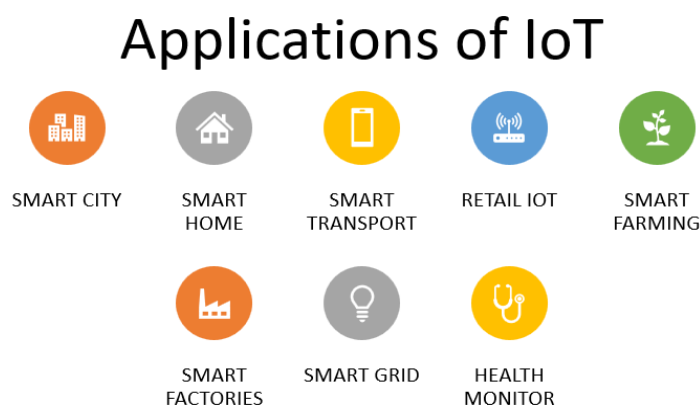 Applications of IoT
SMART CITY
SMART
HOME
SMART
TRANSPORT
RETAIL IOT
SMART
FARMING
SMART
FACTORIES
SMART GRID
HEALTH
MONITOR